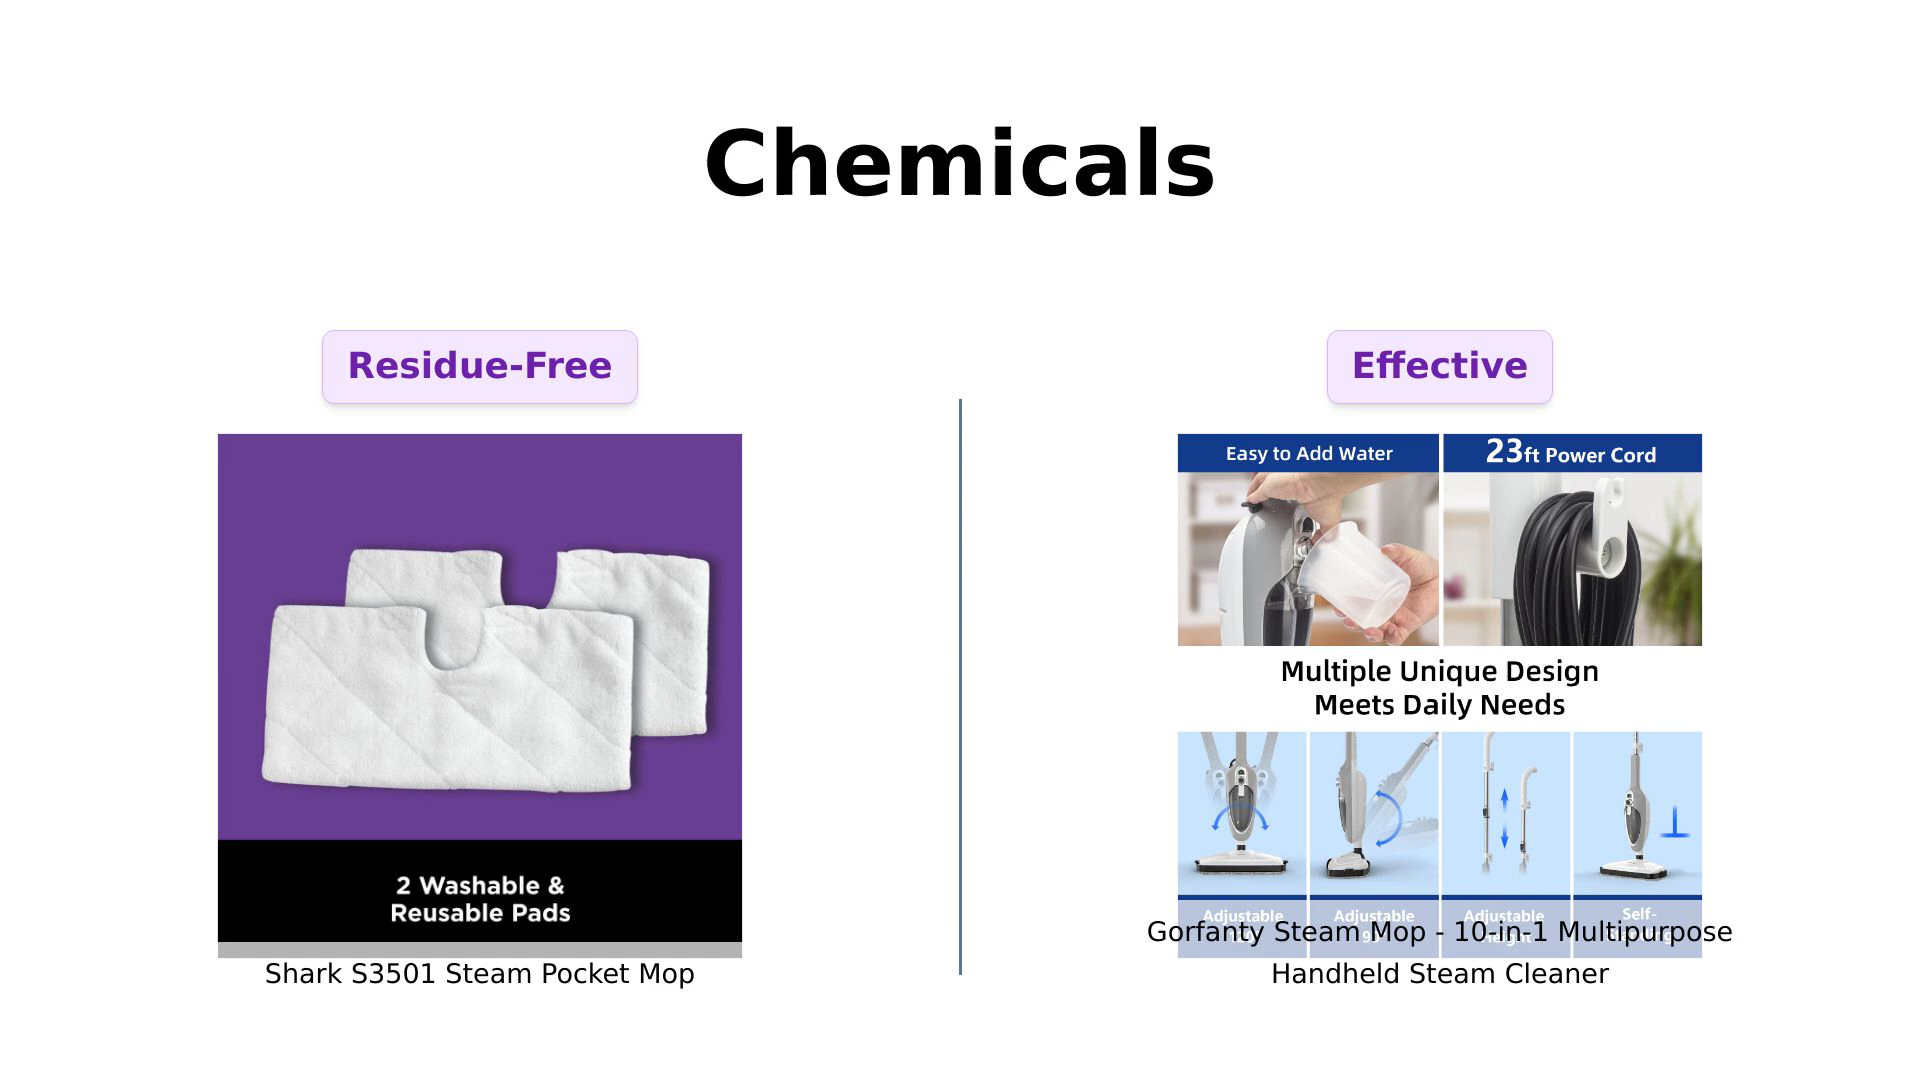 Chemicals
Residue-Free
Effective
2 Washable &
Reusable Pads
Shark S3501 Steam Pocket Mop
Easy to Add Water
23ft Power Cord
Multiple Unique Design
Meets Daily Needs
Adjustable
Adjustable
Adjustable
Self-
Gorfanty Steam Mop - 10-in-1 Multipurpose
Handheld Steam Cleaner